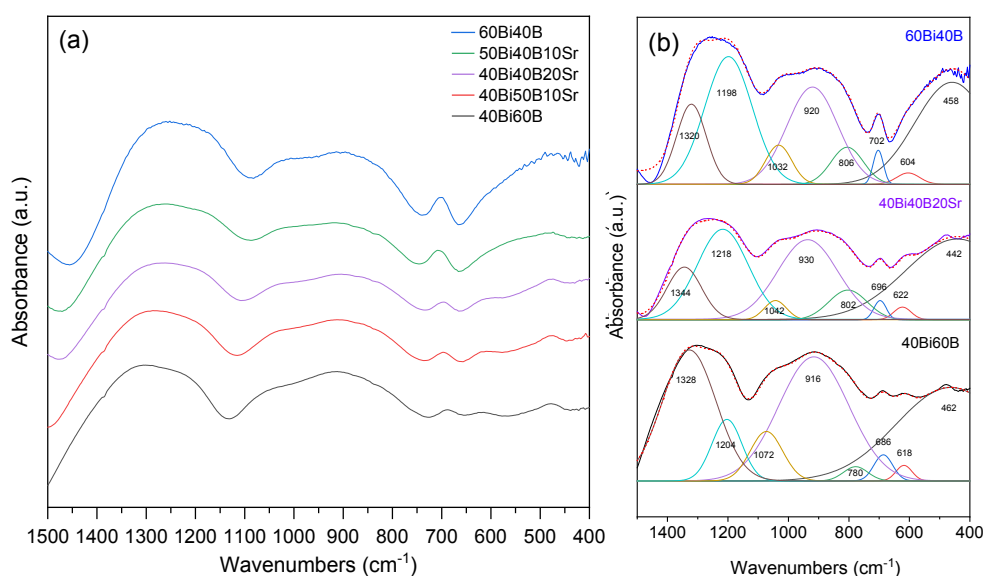 (a)
60Bi40B
50Bi40B10Sr
40Bi40B20Sr
40Bi50B10Sr
40Bi60B
Absorbance (a.u.)
1500 1400 1300 1200 1100 1000 900 800 700 600 500 400
Wavenumbers (cm-1)
(b)
60Bi40B
1320
1198
1032
920
806
702
604
458
40Bi40B20Sr
1344
1218
1042
930
802
696
622
442
40Bi60B
1328
1204
1072
916
780
686
618
462
Absorbance (a.u.)
1400 1200 1000 800 600 400
Wavenumbers (cm-1)